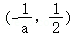 (-1/a, 1/2)